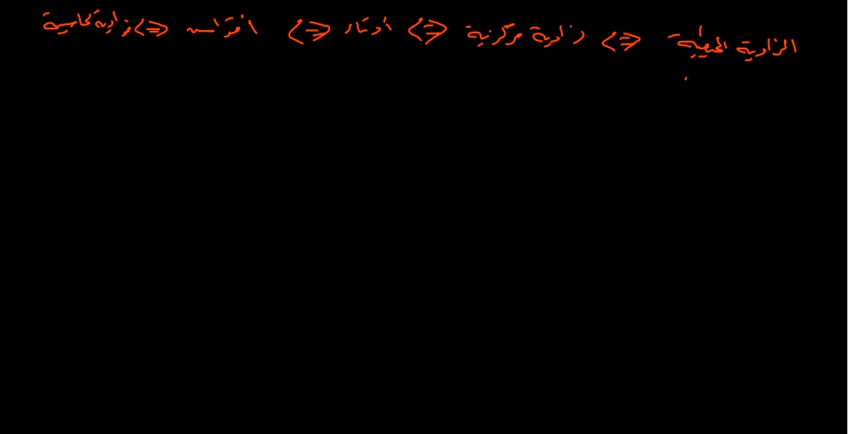 الزاوية المحيطية <=> زاوية مركزية <=> أوتار <=> أقواس <=> زاوية مماسية